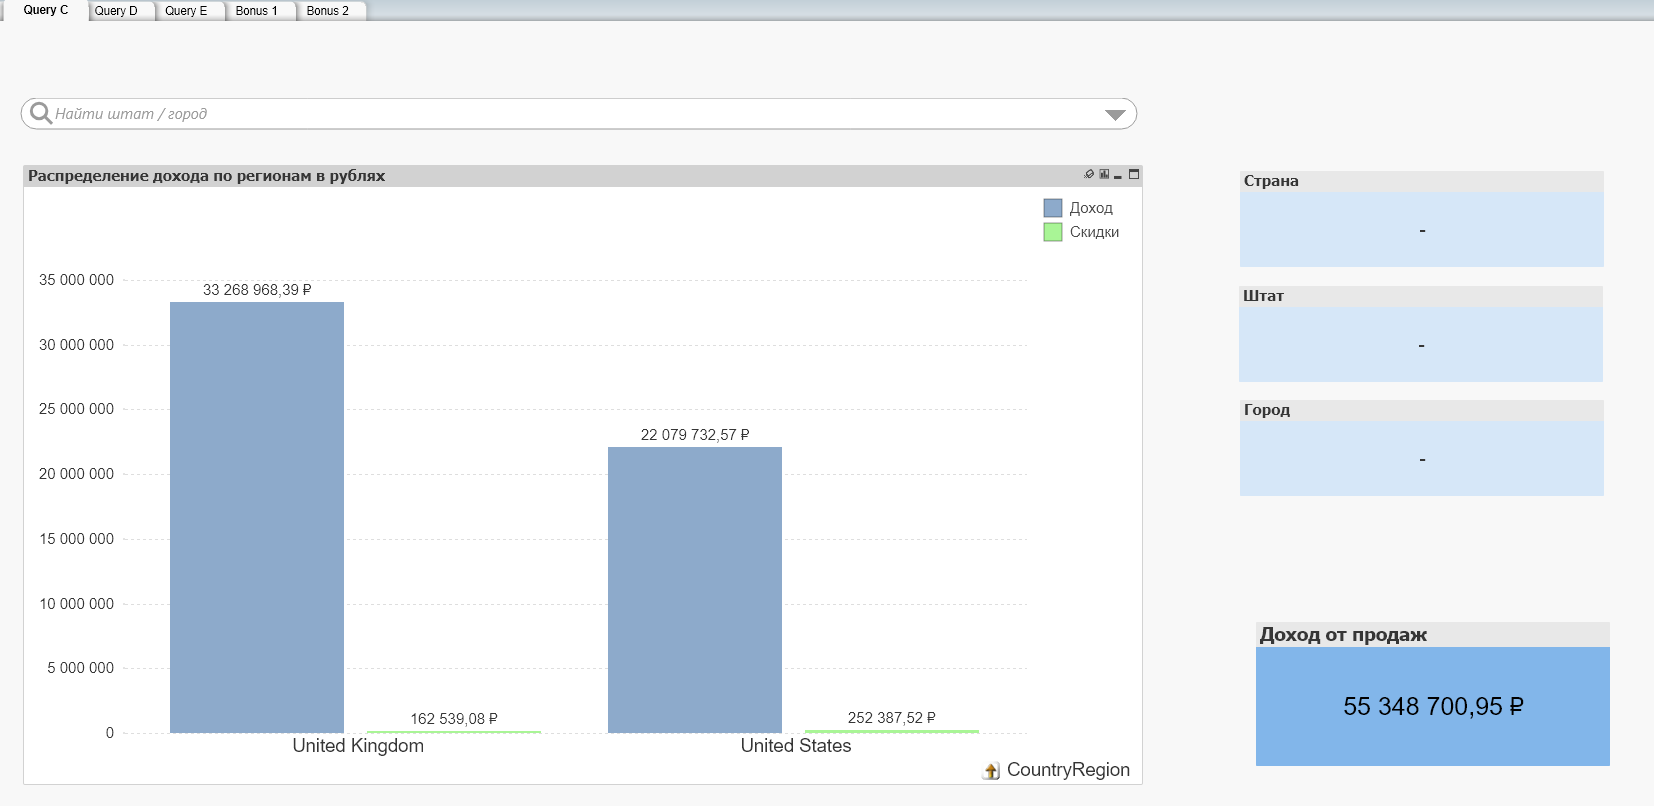 Query C Query D Query E Bonus 1 Bonus 2
Найти штат / город
Распределение дохода по регионам в рублях
Доход
Скидки
35 000 000
30 000 000
25 000 000
20 000 000
15 000 000
10 000 000
5 000 000
0
33 268 968,39 ₽
162 539,08 ₽
22 079 732,57 ₽
252 387,52 ₽
United Kingdom United States
CountryRegion
Страна
-
Штат
-
Город
-
Доход от продаж
55 348 700,95 ₽